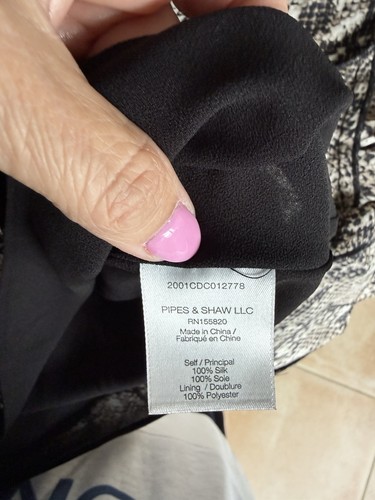 2001CDC012778
PIPES & SHAW LLC
RN155820
Made in China /
Fabriqué en Chine
Self / Principal
100% Silk
100% Soie
Lining / Doublure
100% Polyester